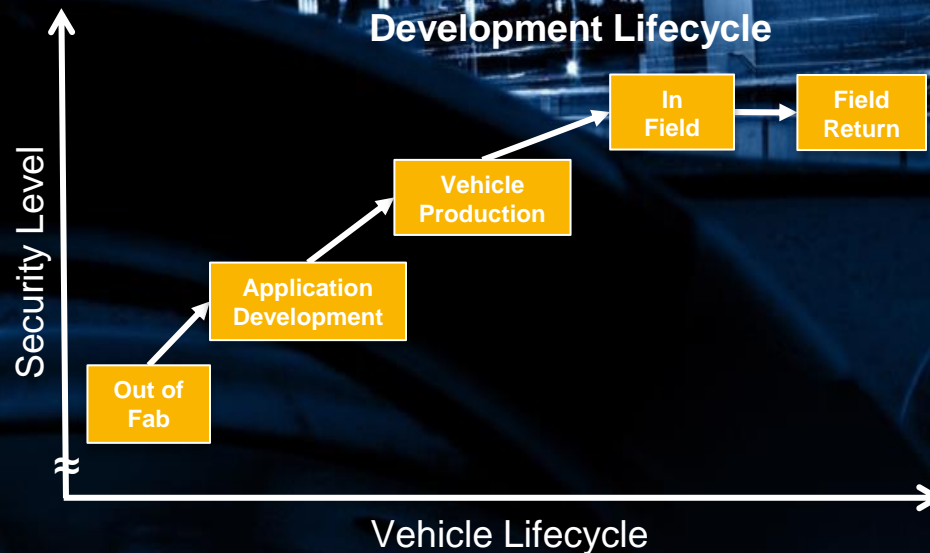 Development Lifecycle
In
Field
Field
Return
Vehicle
Production
Application
Development
Out of
Fab
Security Level
Vehicle Lifecycle